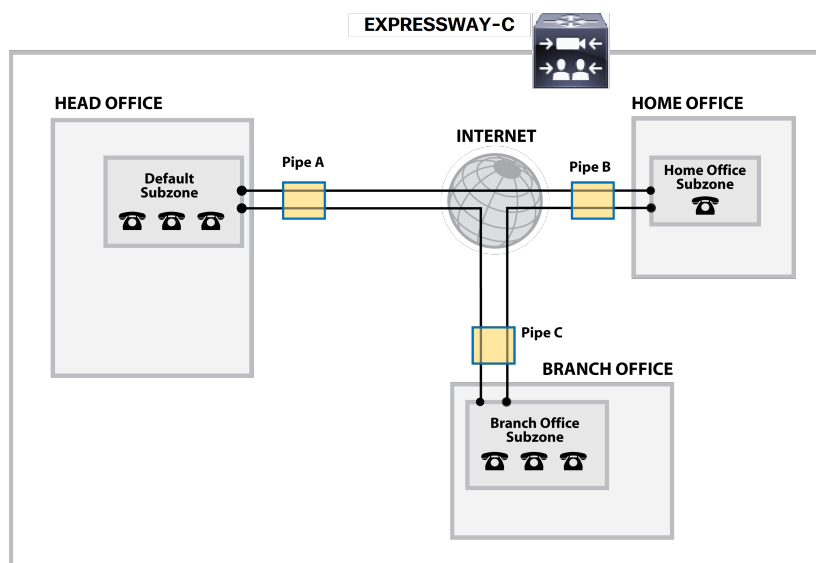 EXPRESSWAY-C
HEAD OFFICE
HOME OFFICE
INTERNET
Pipe A
Pipe B
Default
Subzone
Home Office
Subzone
Pipe C
BRANCH OFFICE
Branch Office
Subzone